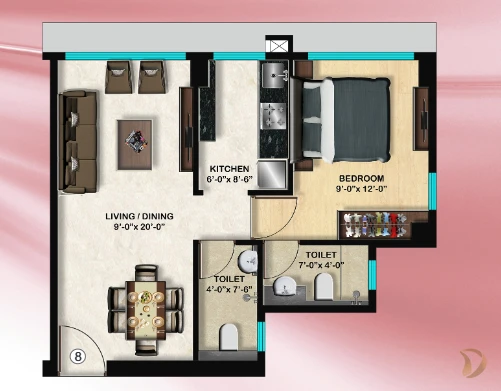 KITCHEN
6'-0"x 8'-6"
BEDROOM
9'-0"x 12'-0"
LIVING / DINING
9'-0"x 20'-0"
TOILET
4'-0"x 7'-6"
TOILET
7'-0"x 4'-0"
8